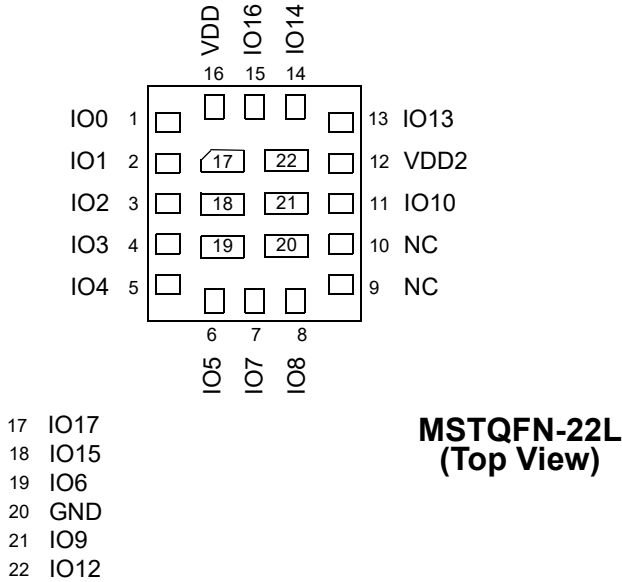 VDD IO16 IO14
16 15 14
IO0 1 13 IO13
IO1 2 17 22 12 VDD2
IO2 3 18 21 11 IO10
IO3 4 19 20 10 NC
IO4 5 9 NC
6 7 8
IO5 IO7 IO8
17 IO17
18 IO15
19 IO6
20 GND
21 IO9
22 IO12
MSTQFN-22L
(Top View)